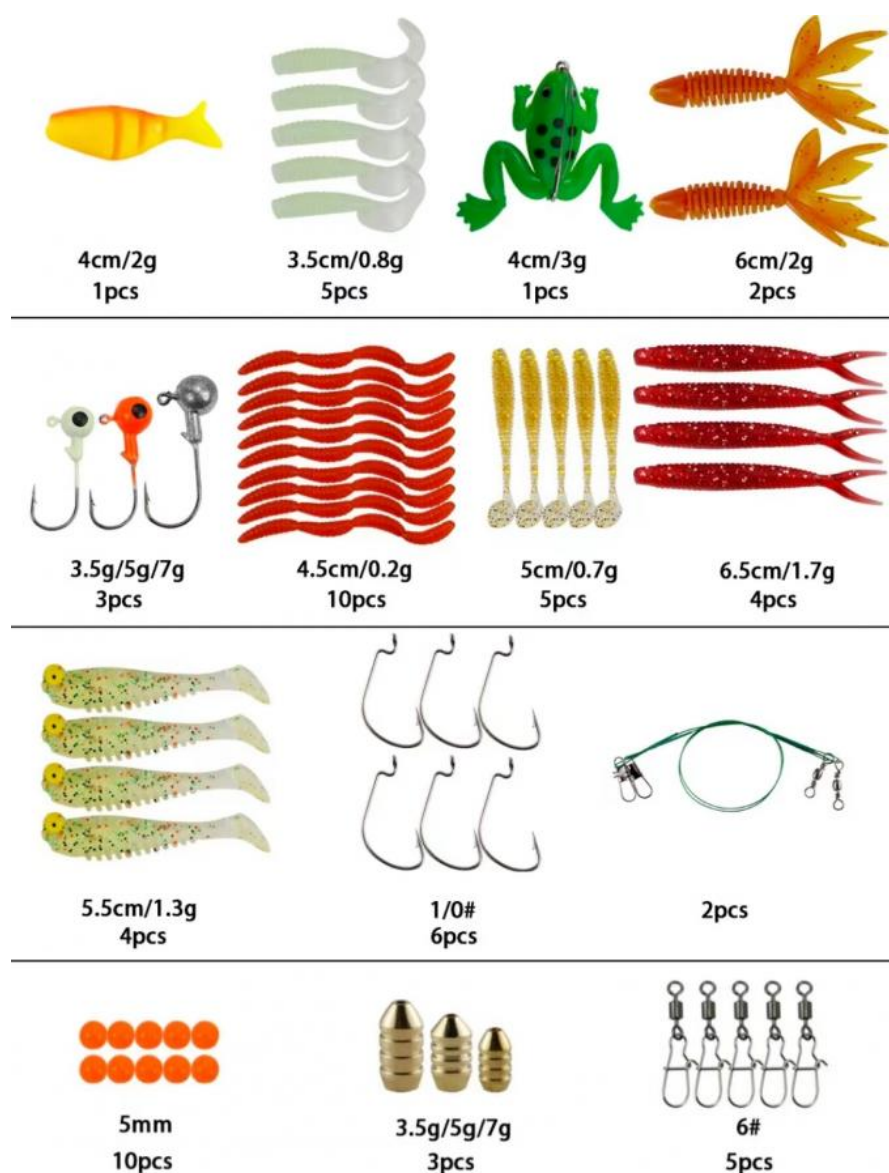 4cm/2g
1pcs
3.5cm/0.8g
5pcs
4cm/3g
1pcs
6cm/2g
2pcs
3.5g/5g/7g
3pcs
4.5cm/0.2g
10pcs
5cm/0.7g
5pcs
6.5cm/1.7g
4pcs
5.5cm/1.3g
4pcs
1/0#
6pcs
2pcs
5mm
10pcs
3.5g/5g/7g
3pcs
6#
5pcs